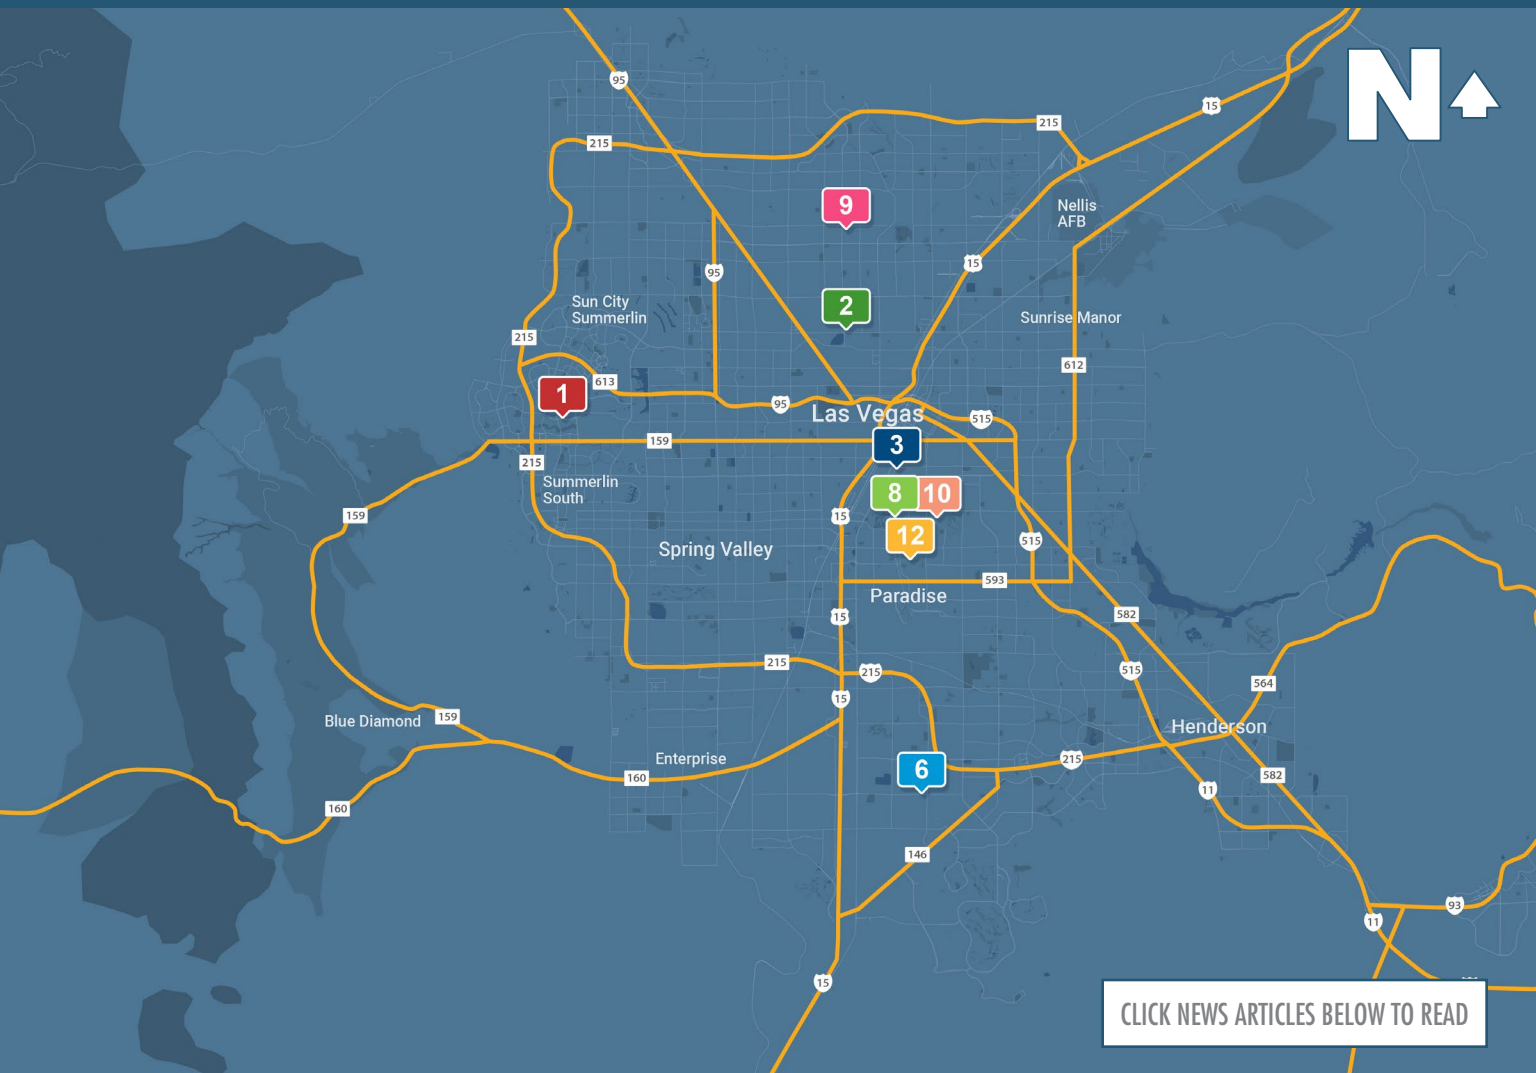 N
95
15
215
215
9
Nellis
AFB
15
95
Sun City
Summerlin
2
Sunrise Manor
215
612
613
1
95
Las Vegas
515
159
3
215
Summerlin
South
8
10
159
15
12
515
Spring Valley
593
Paradise
582
15
215
215
515
564
15
159
Blue Diamond
Henderson
Enterprise
215
6
582
160
11
160
146
93
11
15
CLICK NEWS ARTICLES BELOW TO READ